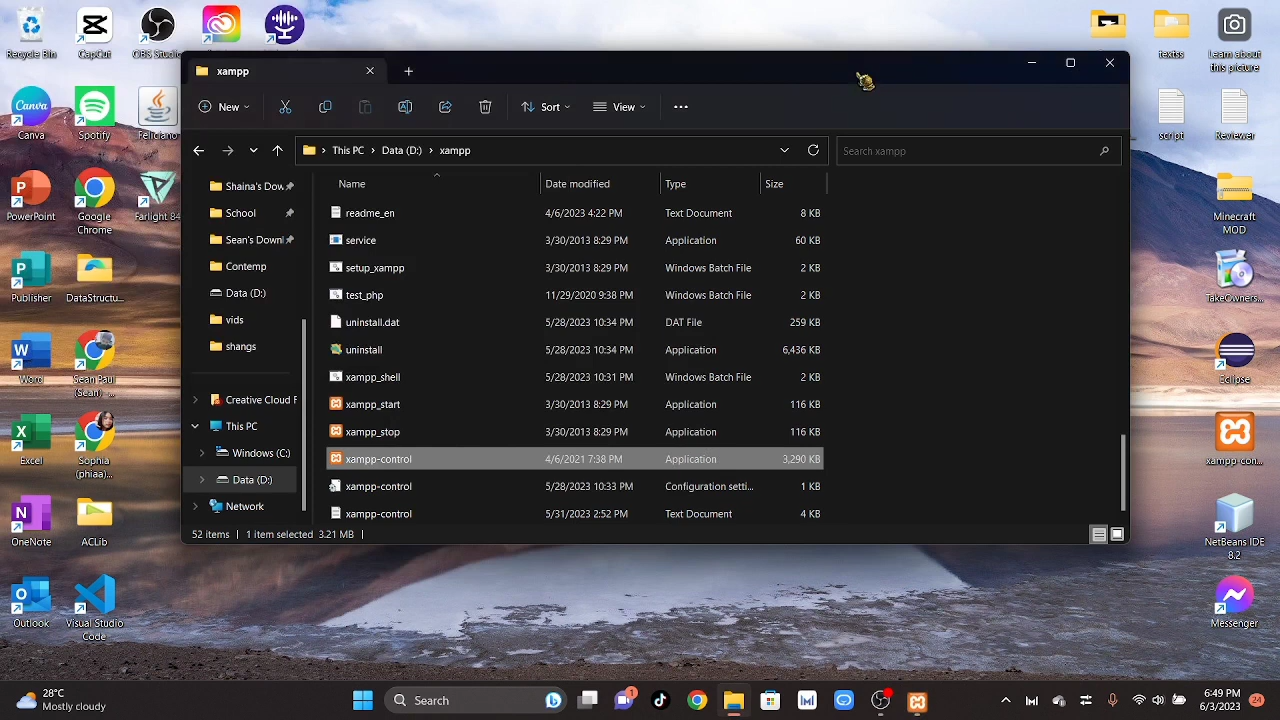 Recycle Bin
CapCut
OBS Studio
textss
Learn about
this picture
xampp
New
Sort
View
Canva
Spotify
Feliciano
script
Reviewer
This PC
Data (D:)
xampp
Search xampp
Name
Date modified
Type
Size
PowerPoint
Google
Chrome
Farlight 84
Minecraft
MOD
Shaina's Dow
School
Sean's Downl
Contemp
Data (D:)
vids
shangs
Creative Cloud F
This PC
Windows (C:)
Data (D:)
Network
readme_en 4/6/2023 4:22 PM Text Document 8 KB
service 3/30/2013 8:29 PM Application 60 KB
setup_xampp 3/30/2013 8:29 PM Windows Batch File 2 KB
test_php 11/29/2020 9:38 PM Windows Batch File 2 KB
uninstall.dat 5/28/2023 10:34 PM DAT File 259 KB
uninstall 5/28/2023 10:34 PM Application 6,436 KB
xampp_shell 5/28/2023 10:31 PM Windows Batch File 2 KB
xampp_start 3/30/2013 8:29 PM Application 116 KB
xampp_stop 3/30/2013 8:29 PM Application 116 KB
xampp-control 4/6/2021 7:38 PM Application 3,290 KB
xampp-control 5/28/2023 10:33 PM Configuration setti... 1 KB
xampp-control 5/31/2023 2:52 PM Text Document 4 KB
52 items
1 item selected 3.21 MB
Publisher
DataStructu...
TakeOwners...
Word
Sean Paul
(Sean) -...
Eclipse
Excel
Sophia
(phiaa)...
xampp-con...
OneNote
ACLib
NetBeans IDE
8.2
Outlook
Visual Studio
Code
Messenger
28°C
Mostly cloudy
Search
1
6:49 PM
6/3/2023
24